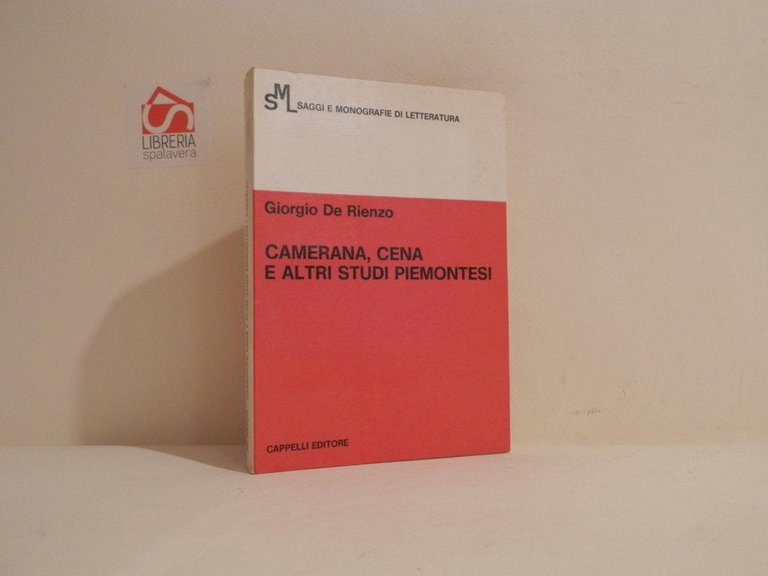 SML SAGGI E MONOGRAFIE DI LETTERATURA
LIBRERIA
spalavera
Giorgio De Rienzo
CAMERANA, CENA
E ALTRI STUDI PIEMONTESI
CAPPELLI EDITORE